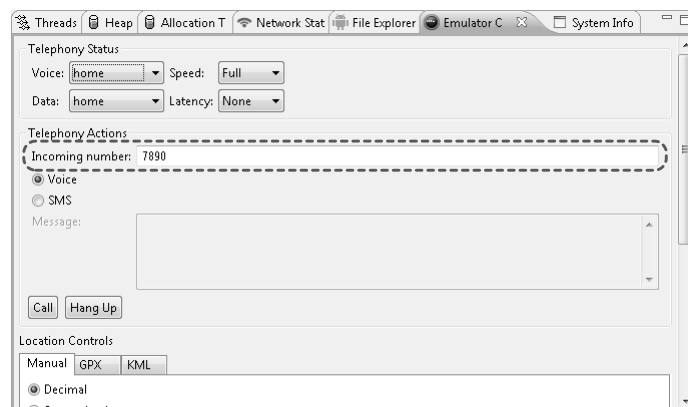 Threads Heap Allocation T Network Stat File Explorer Emulator C System Info
Telephony Status
Voice: home Speed: Full
Data: home Latency: None
Telephony Actions
Incoming number: 7890
Voice
SMS
Message:
Call Hang Up
Location Controls
Manual GPX KML
Decimal